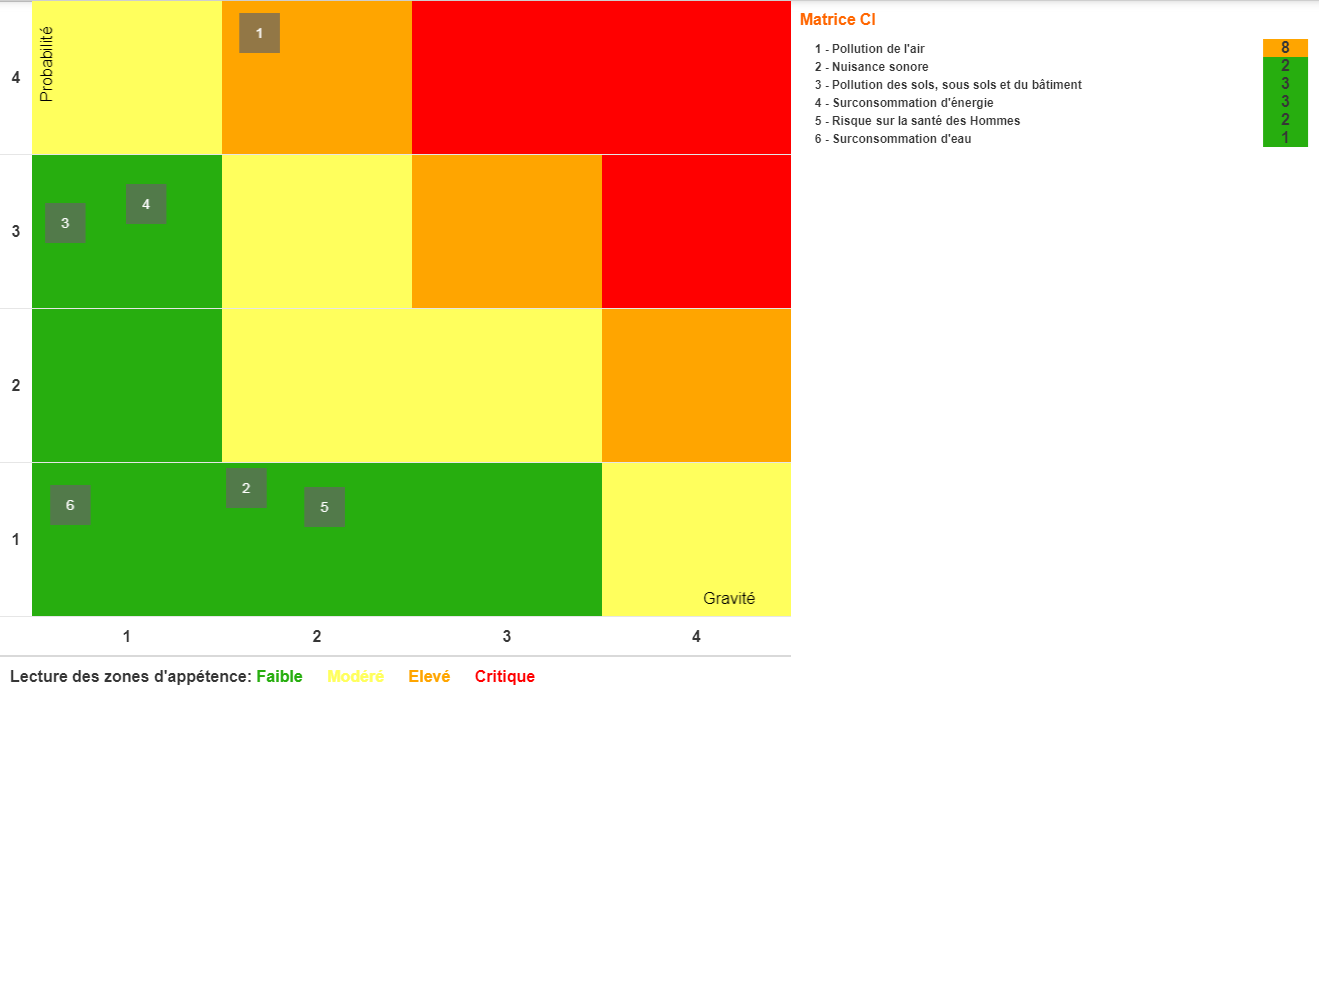 Probabilité
4
1
3
3
4
2
1
6
2
5
Gravité
1
2
3
4
Lecture des zones d'appétence: Faible Modéré Elevé Critique
Matrice CI
1 - Pollution de l'air 8
2 - Nuisance sonore 2
3 - Pollution des sols, sous sols et du bâtiment 3
4 - Surconsommation d'énergie 3
5 - Risque sur la santé des Hommes 2
6 - Surconsommation d'eau 1